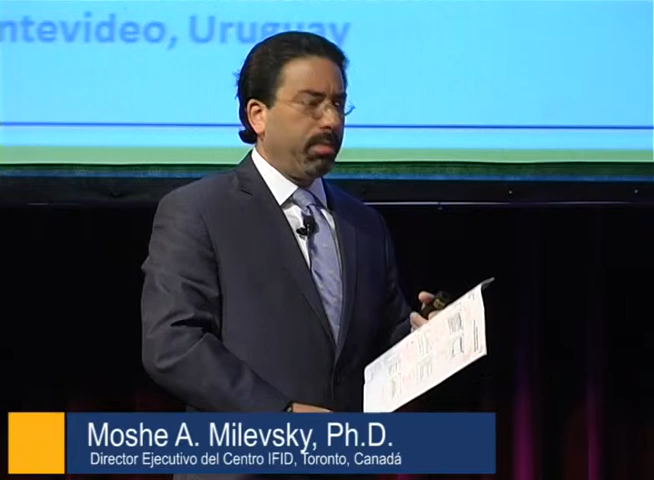 ntevideo, Uruguay
Moshe A. Milevsky, Ph.D.
Director Ejecutivo del Centro IFID, Toronto, Canadá